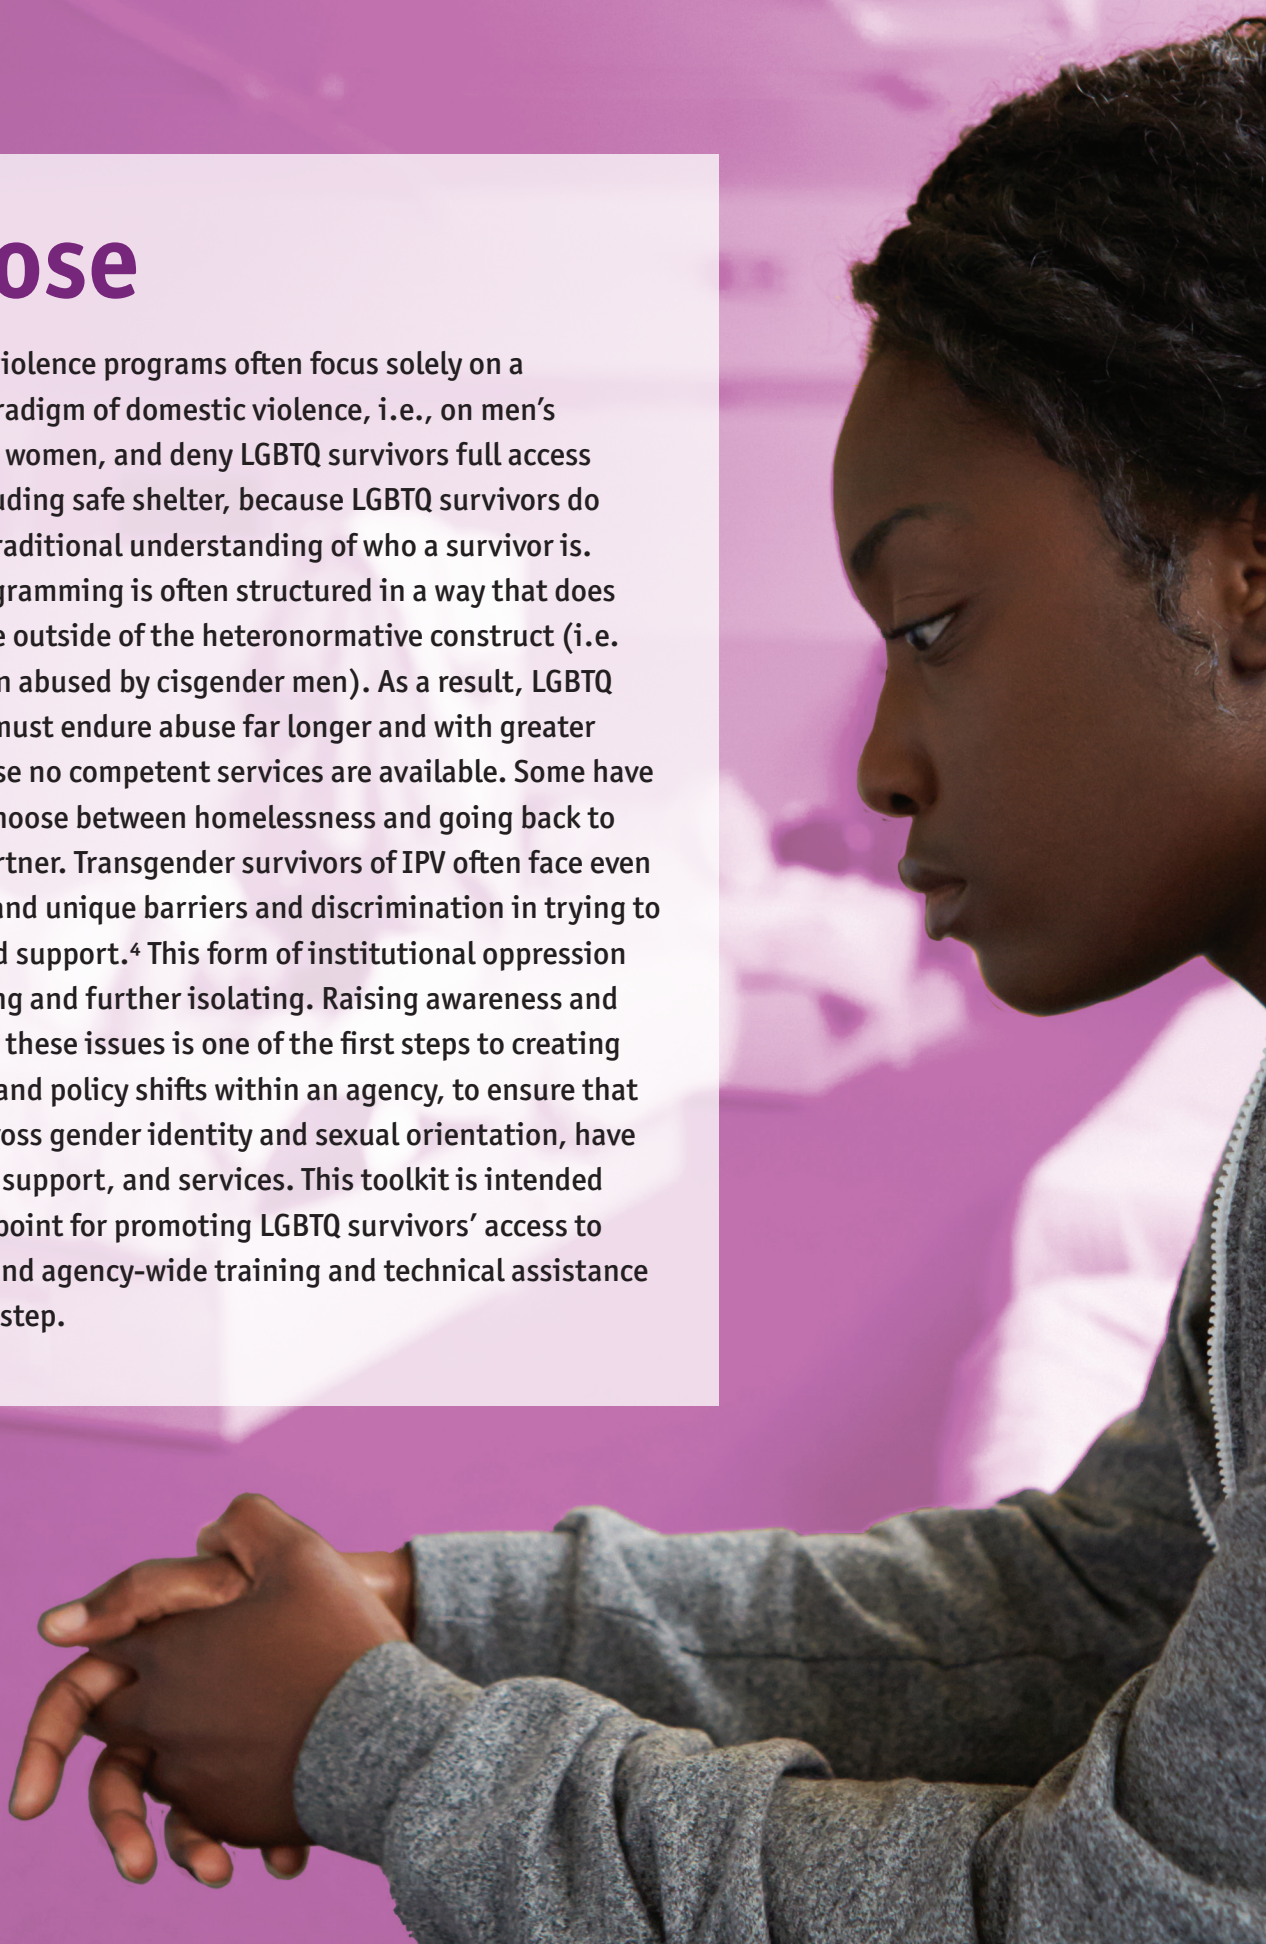 ose
iolence programs often focus solely on a
radigm of domestic violence, i.e., on men’s
women, and deny LGBTQ survivors full access
uding safe shelter, because LGBTQ survivors do
raditional understanding of who a survivor is.
gramming is often structured in a way that does
e outside of the heteronormative construct (i.e.
n abused by cisgender men). As a result, LGBTQ
must endure abuse far longer and with greater
se no competent services are available. Some have
hoose between homelessness and going back to
rtner. Transgender survivors of IPV often face even
and unique barriers and discrimination in trying to
d support.⁴ This form of institutional oppression
ng and further isolating. Raising awareness and
these issues is one of the first steps to creating
and policy shifts within an agency, to ensure that
oss gender identity and sexual orientation, have
support, and services. This toolkit is intended
point for promoting LGBTQ survivors’ access to
nd agency-wide training and technical assistance
step.